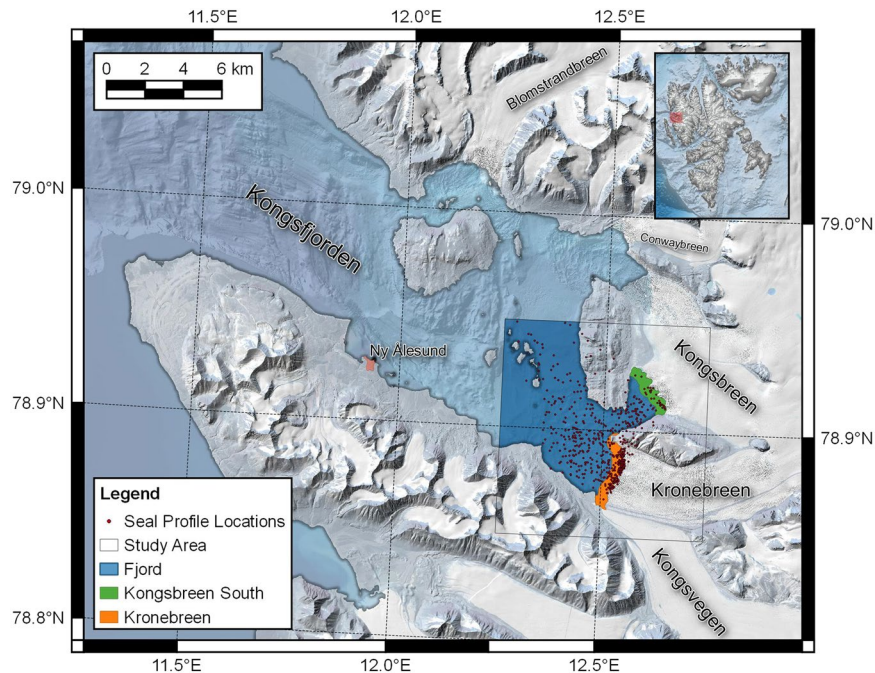 11.5°E 12.0°E 12.5°E
0 2 4 6 km
Blomstrandbreen
79.0°N
Kongsfjorden
79.0°N
Conwaybreen
Ny Ålesund
Kongsbreen
78.9°N
78.9°N
Kronebreen
Legend
Seal Profile Locations
Study Area
Fjord
Kongsbreen South
Kronebreen
Kongsvegen
78.8°N
11.5°E 12.0°E 12.5°E